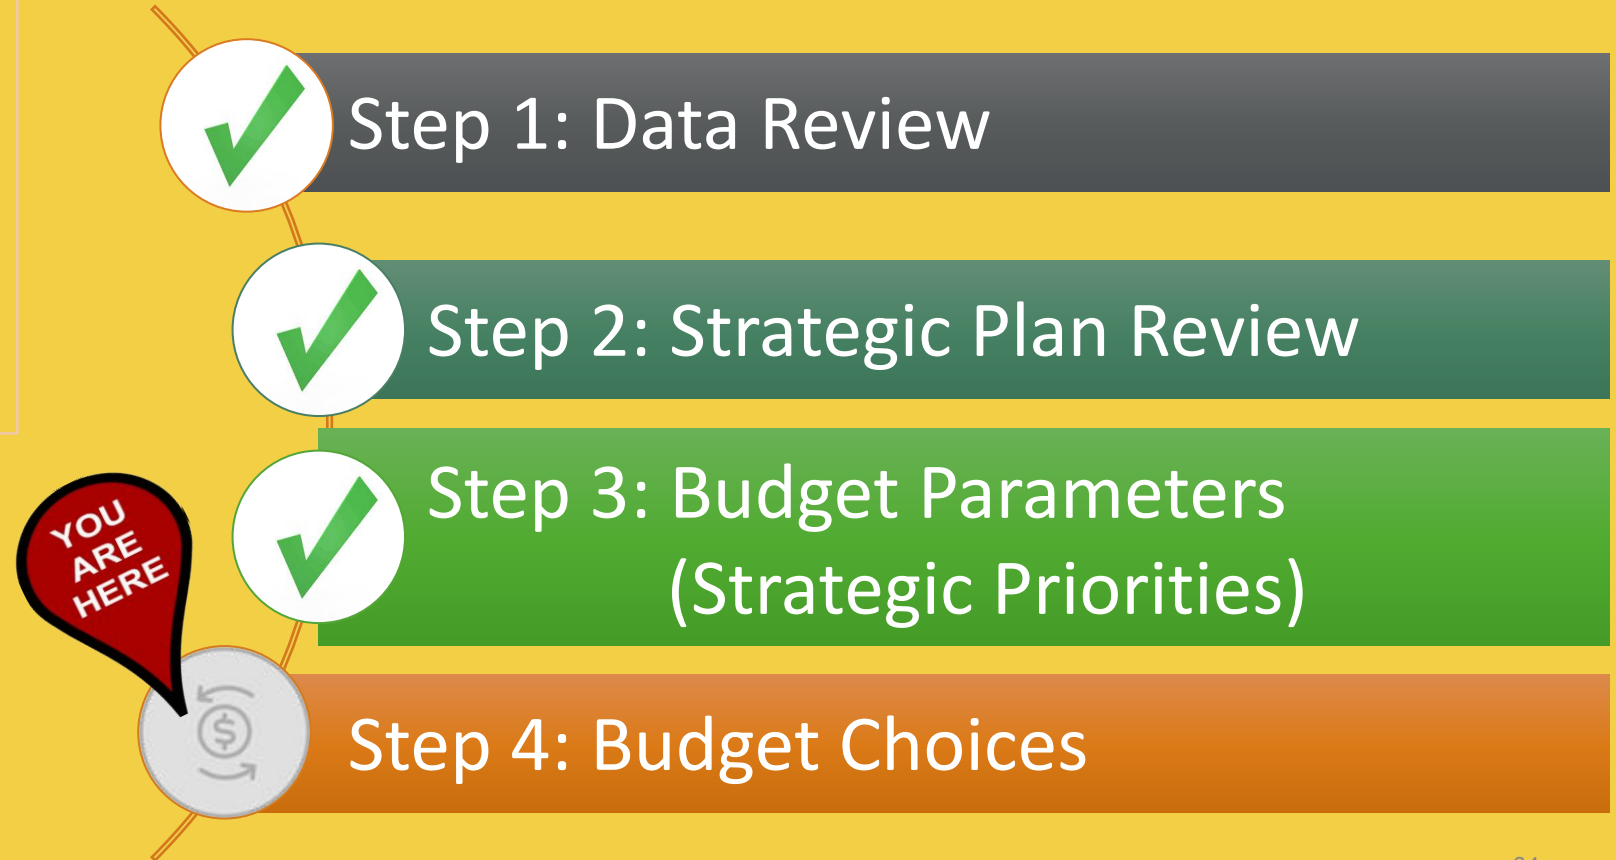 Step 1: Data Review
Step 2: Strategic Plan Review
Step 3: Budget Parameters
(Strategic Priorities)
YOU
ARE
HERE
$
Step 4: Budget Choices